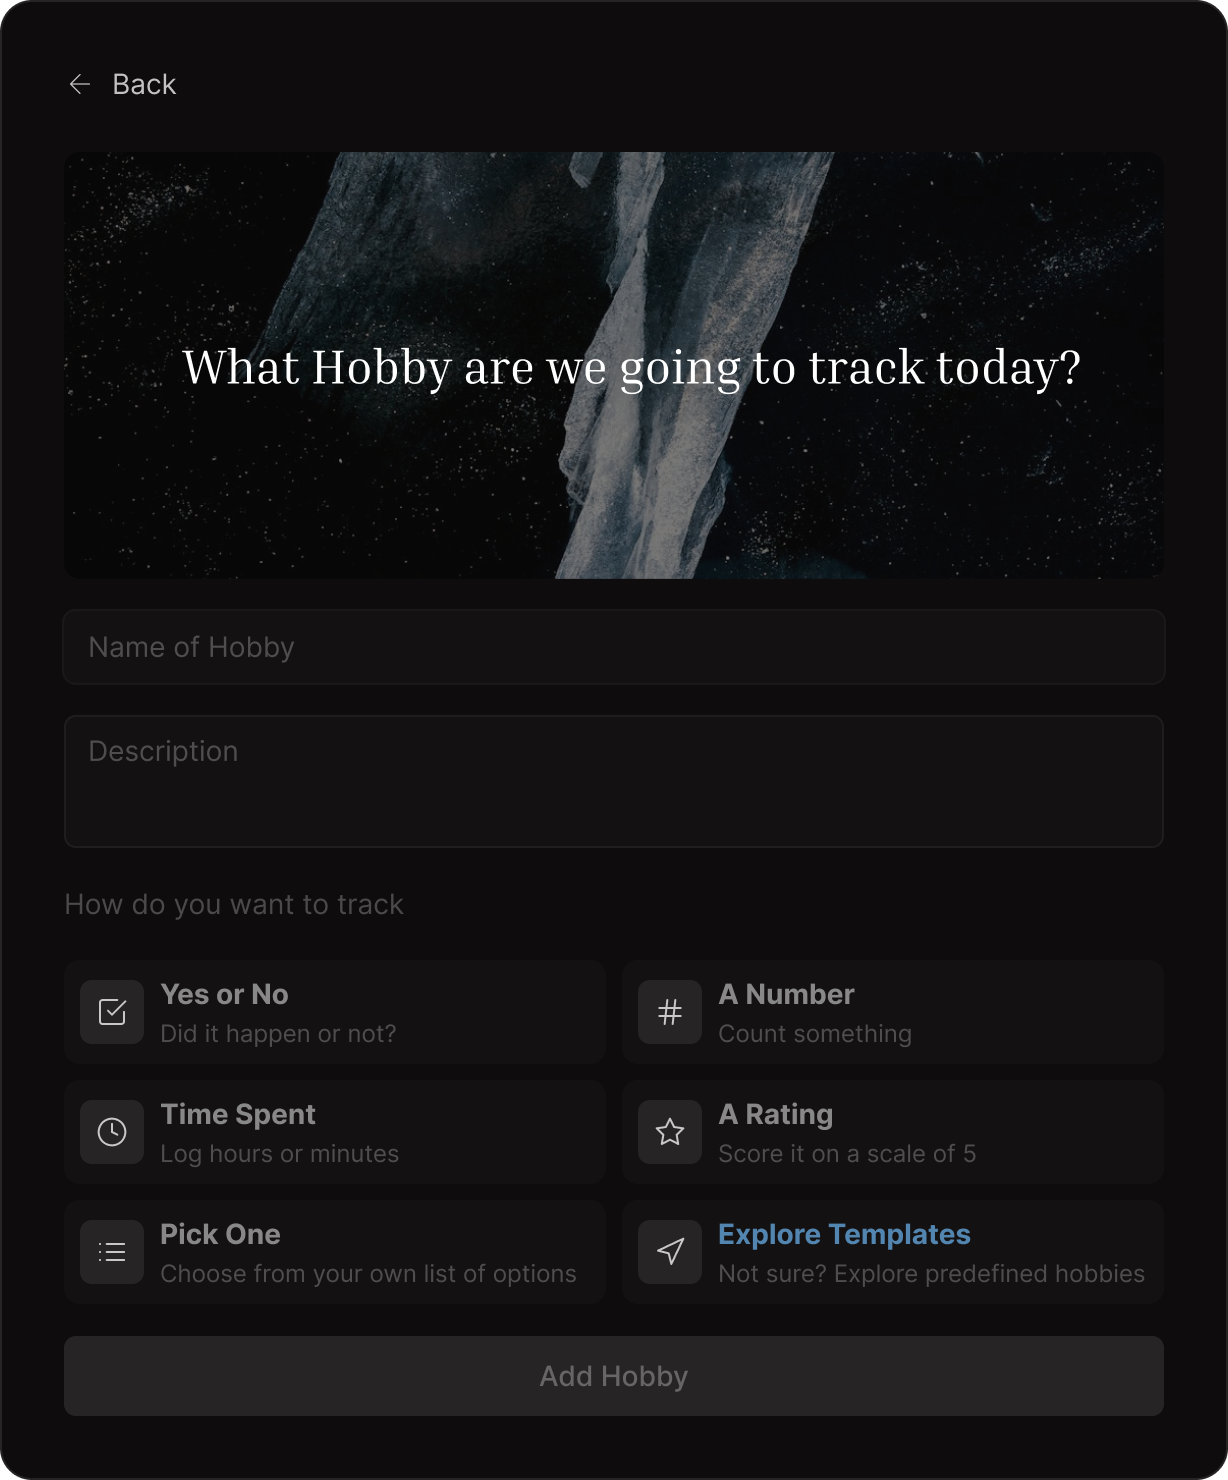 Back
What Hobby are we going to track today?
Name of Hobby
Description
How do you want to track
Yes or No
Did it happen or not?
A Number
Count something
Time Spent
Log hours or minutes
A Rating
Score it on a scale of 5
Pick One
Choose from your own list of options
Explore Templates
Not sure? Explore predefined hobbies
Add Hobby